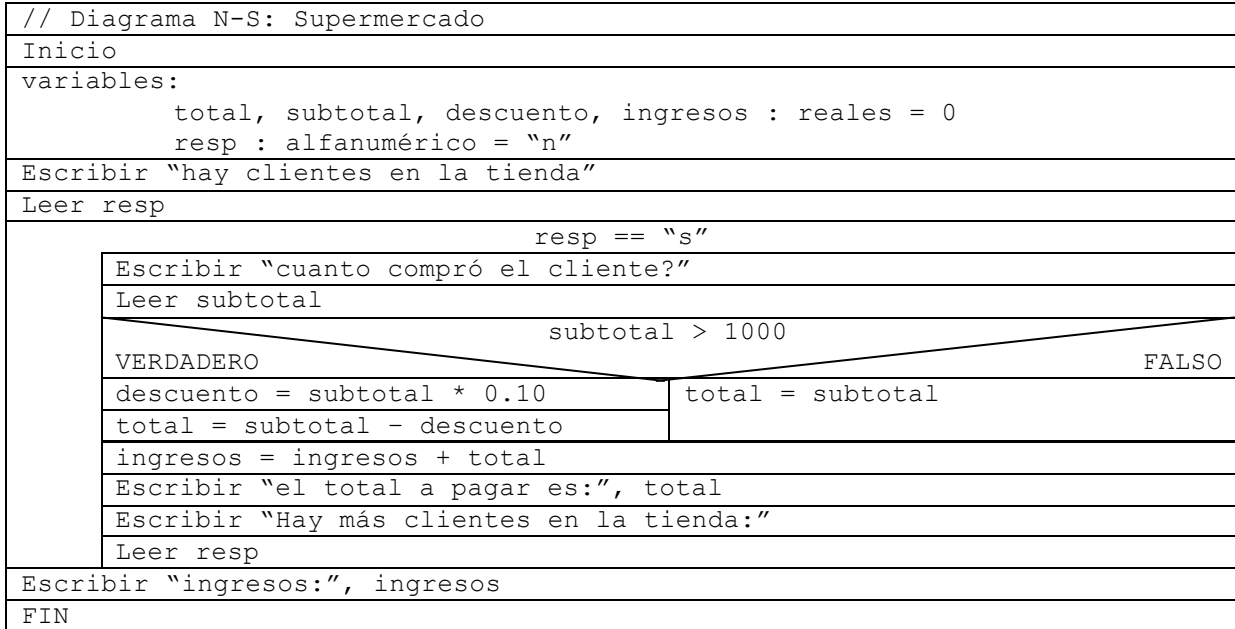 // Diagrama N-S: Supermercado
Inicio
variables:
total, subtotal, descuento, ingresos : reales = 0
resp : alfanumérico = “n”
Escribir “hay clientes en la tienda”
Leer resp
resp == “s”
Escribir “cuanto compró el cliente?”
Leer subtotal
subtotal > 1000
VERDADERO FALSO
descuento = subtotal * 0.10 total = subtotal
total = subtotal – descuento
ingresos = ingresos + total
Escribir “el total a pagar es:”, total
Escribir “Hay más clientes en la tienda:”
Leer resp
Escribir “ingresos:”, ingresos
FIN